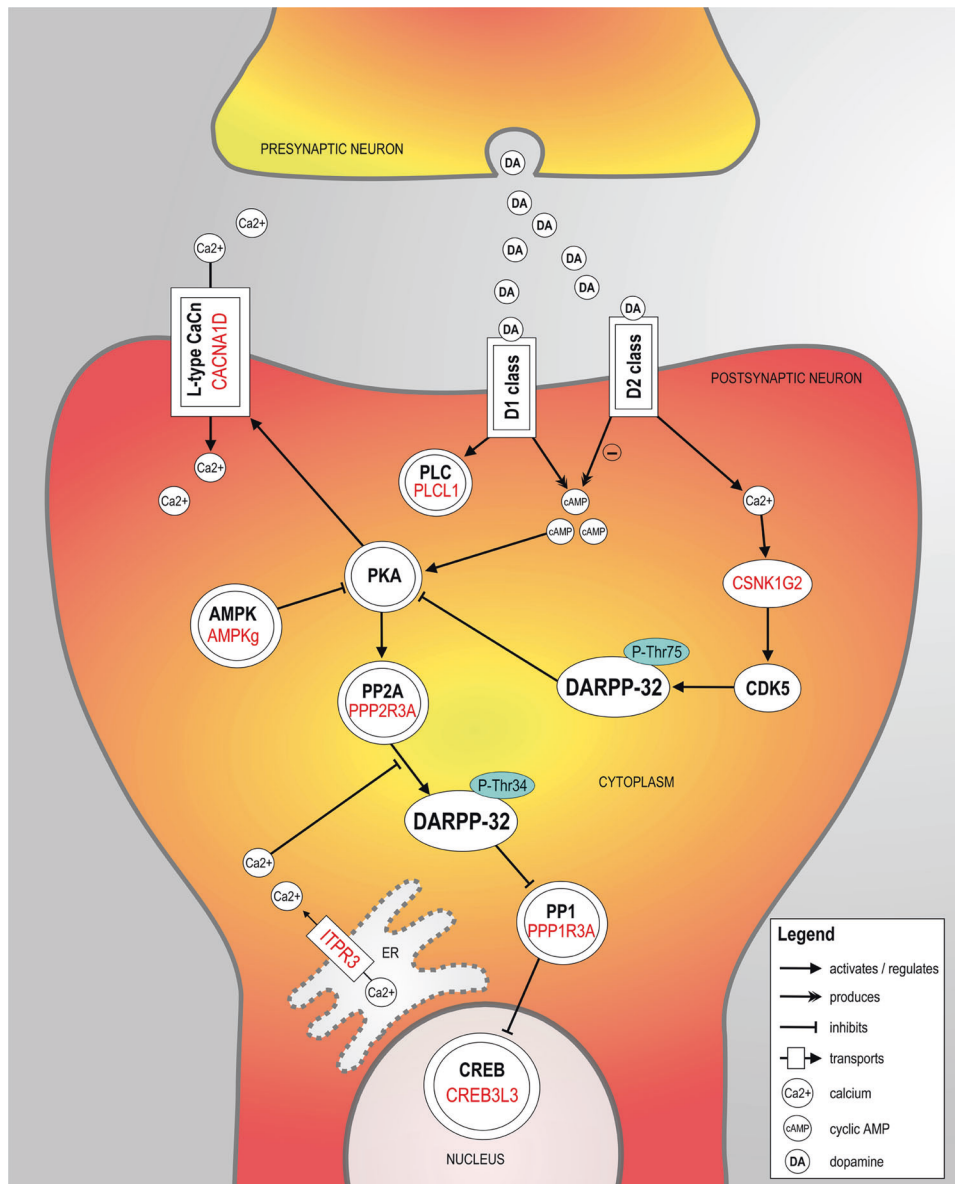 PRESYNAPTIC NEURON
DA
DA
DA
DA
DA
DA
DA
DA
DA
Ca2+
Ca2+
L-type CaCn
CACNA1D
D1 class
D2 class
POSTSYNAPTIC NEURON
Ca2+
Ca2+
PLC
PLCL1
cAMP
cAMP
cAMP
Ca2+
CSNK1G2
PKA
AMPK
AMPKg
P-Thr75
DARPP-32
CDK5
PP2A
PPP2R3A
CYTOPLASM
P-Thr34
DARPP-32
Ca2+
Ca2+
ITPR3
ER
Ca2+
PP1
PPP1R3A
CREB
CREB3L3
NUCLEUS
Legend
activates / regulates
produces
inhibits
transports
Ca2+ calcium
cAMP cyclic AMP
DA dopamine